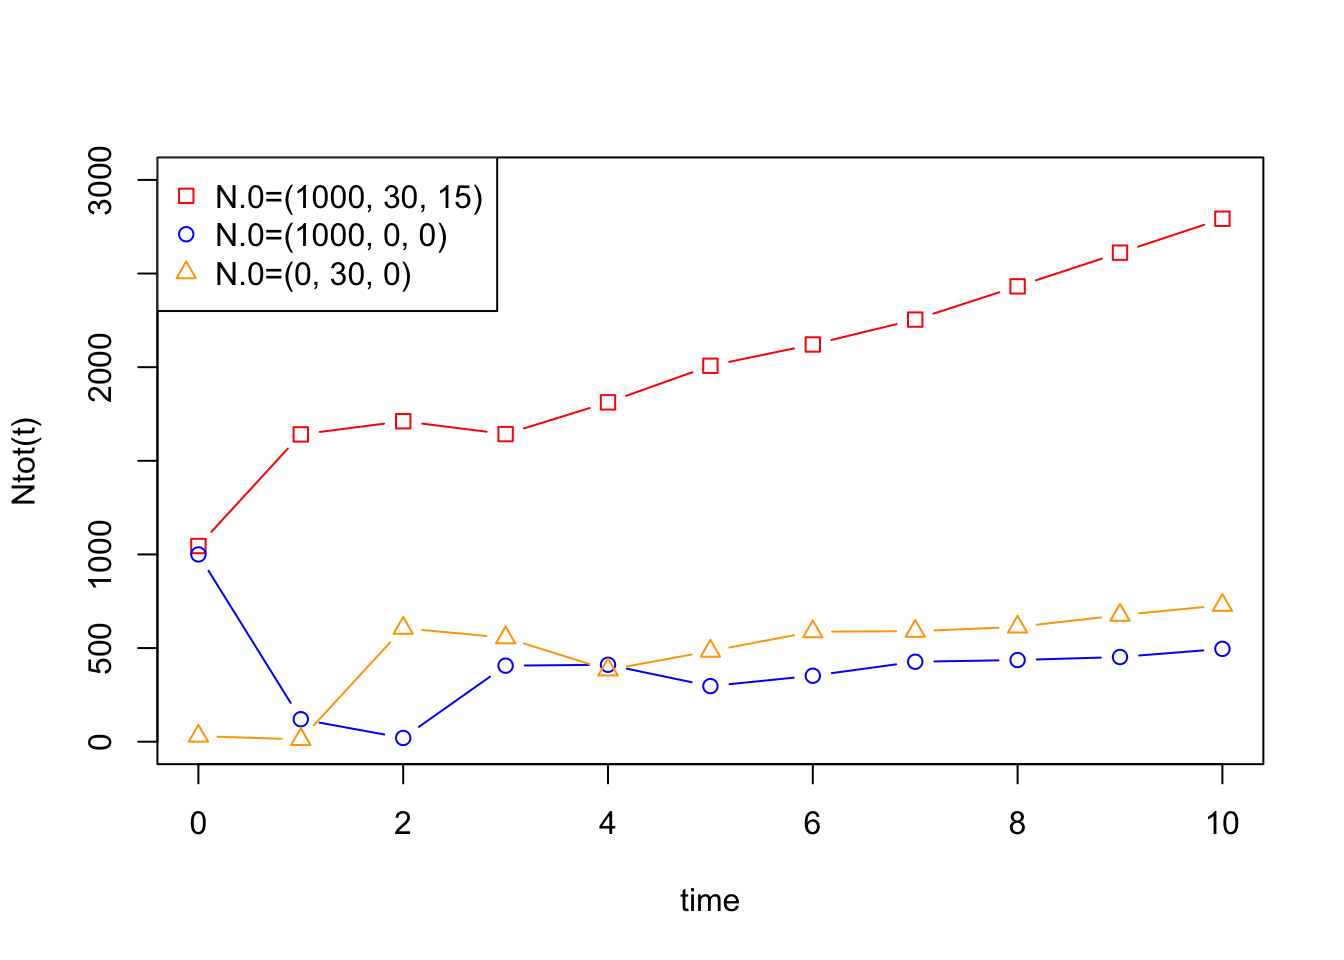 N.0=(1000, 30, 15)
N.0=(1000, 0, 0)
N.0=(0, 30, 0)
Ntot(t)
3000
2000
1000
500
0
0 2 4 6 8 10
time